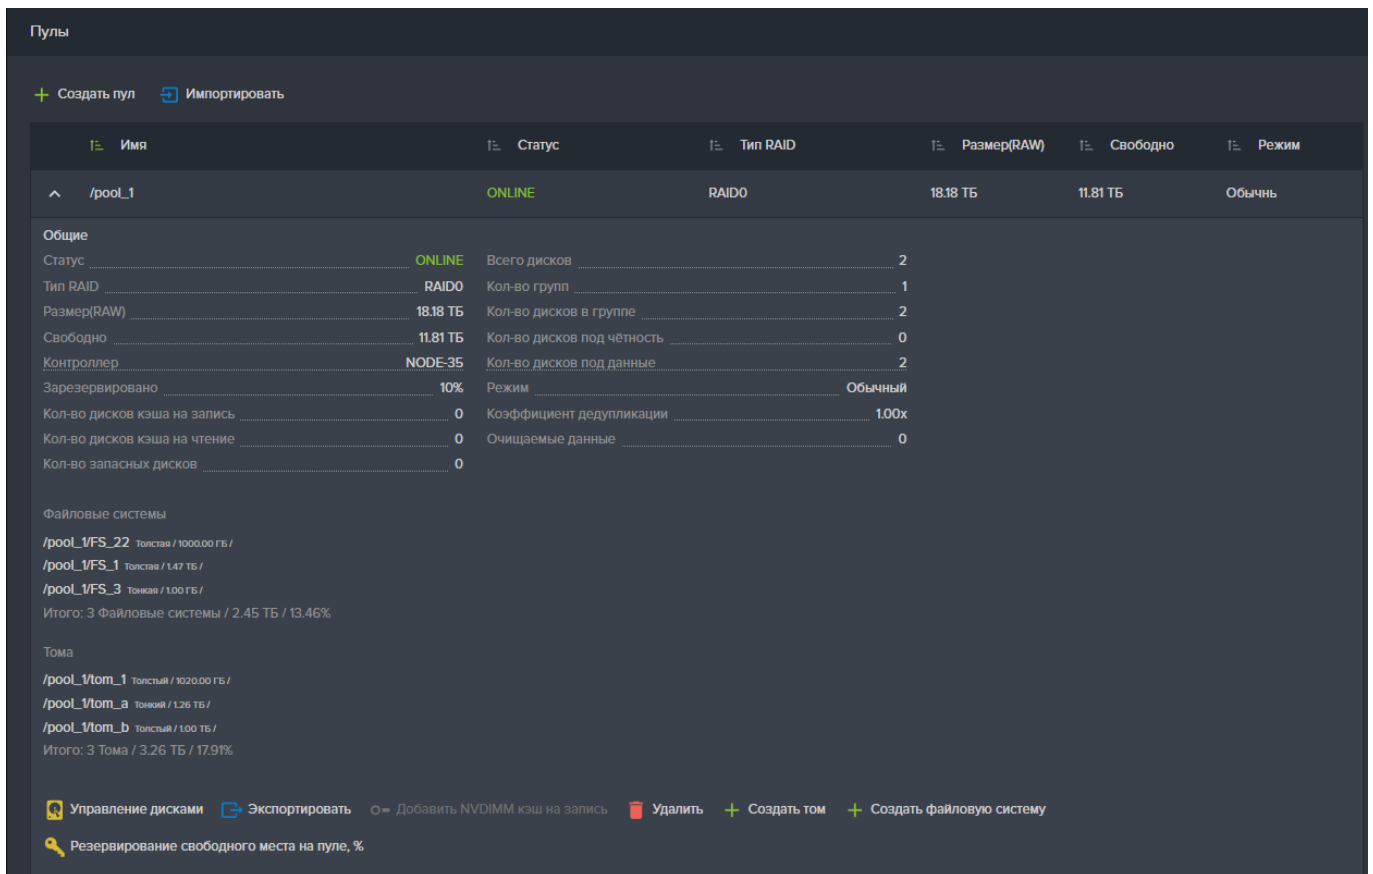 Пулы
Создать пул Импортировать
Имя Статус Тип RAID Размер(RAW) Свободно Режим
/pool_1 ONLINE RAID0 18.18 ТБ 11.81 ТБ Обычнь
Общие
Статус ONLINE Всего дисков 2
Тип RAID RAID0 Кол-во групп 1
Размер(RAW) 18.18 ТБ Кол-во дисков в группе 2
Свободно 11.81 ТБ Кол-во дисков под чётность 0
Контроллер NODE-35 Кол-во дисков под данные 2
Зарезервировано 10% Режим Обычный
Кол-во дисков кэша на запись 0 Коэффициент дедупликации 1.00x
Кол-во дисков кэша на чтение 0 Очищаемые данные 0
Кол-во запасных дисков 0
Файловые системы
/pool_1/FS_22 Толстая / 1000.00 ГБ /
/pool_1/FS_1 Толстая / 1.47 ТБ /
/pool_1/FS_3 Тонкая / 1.00 ГБ /
Итого: 3 Файловые системы / 2.45 ТБ / 13.46%
Тома
/pool_1/tom_1 Толстый / 1020.00 ГБ /
/pool_1/tom_a Тонкий / 1.26 ТБ /
/pool_1/tom_b Толстый / 1.00 ТБ /
Итого: 3 Тома / 3.26 ТБ / 17.91%
Управление дисками Экспортировать Добавить NVDIMM кэш на запись Удалить Создать том Создать файловую систему
Резервирование свободного места на пуле, %